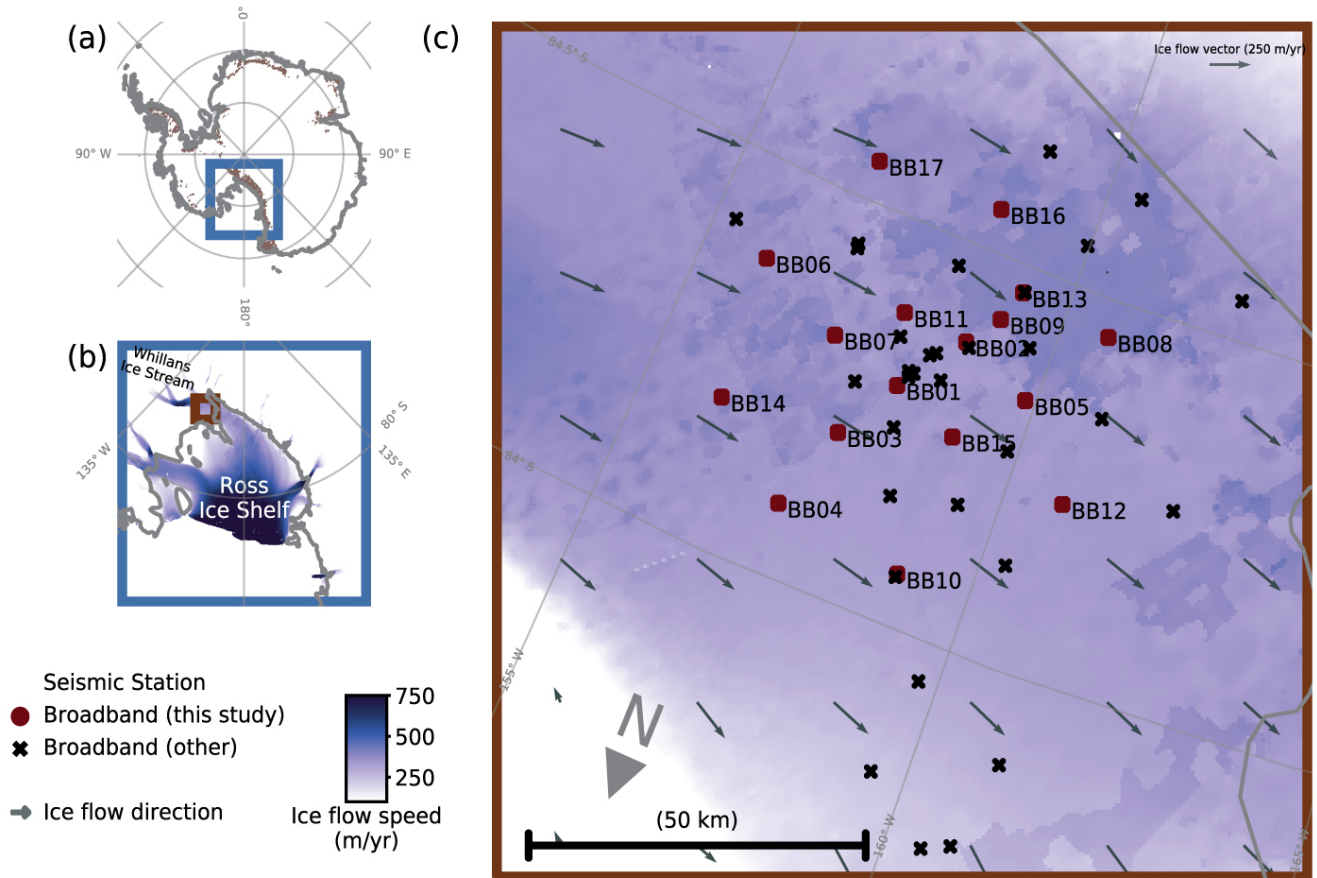 (a)
0°
90° W
90° E
180°
(b)
Whillans
Ice Stream
80° S
135° W
135° E
Ross
Ice Shelf
Seismic Station
Broadband (this study)
Broadband (other)
Ice flow direction
750
500
250
Ice flow speed
(m/yr)
(c)
84.5° S
Ice flow vector (250 m/yr)
BB17
BB16
BB06
BB13
BB11
BB09
BB07
BB02
BB08
BB01
BB14
BB05
BB03
BB15
BB04
BB12
BB10
84° S
155° W
N
(50 km)
160° W
165° W